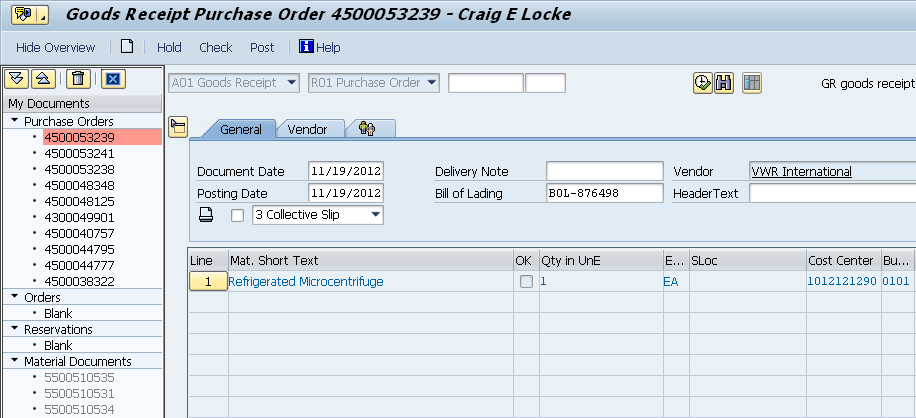 Goods Receipt Purchase Order 4500053239 - Craig E Locke
Hide Overview Hold Check Post Help
A01 Goods Receipt R01 Purchase Order GR goods receipt
My Documents
Purchase Orders
4500053239
4500053241
4500053238
4500048348
4500048125
4300049901
4500040757
4500044795
4500044777
4500038322
Orders
Blank
Reservations
Blank
Material Documents
5500510535
5500510531
5500510534
General Vendor
Document Date 11/19/2012 Delivery Note Vendor VWR International
Posting Date 11/19/2012 Bill of Lading BOL-876498 HeaderText
3 Collective Slip
Line Mat. Short Text OK Qty in UnE E... SLoc Cost Center Bu...
1 Refrigerated Microcentrifuge 1 EA 1012121290 0101